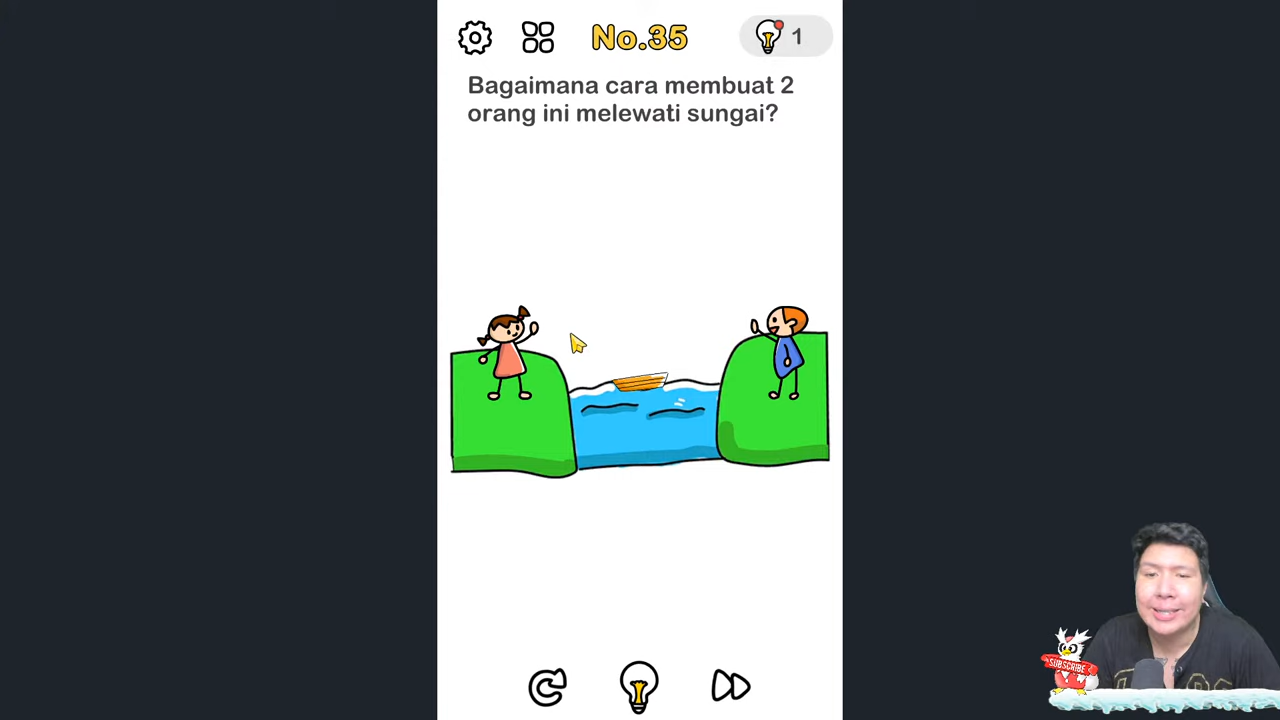 No.35
1
Bagaimana cara membuat 2
orang ini melewati sungai?
SUBSCRIBE